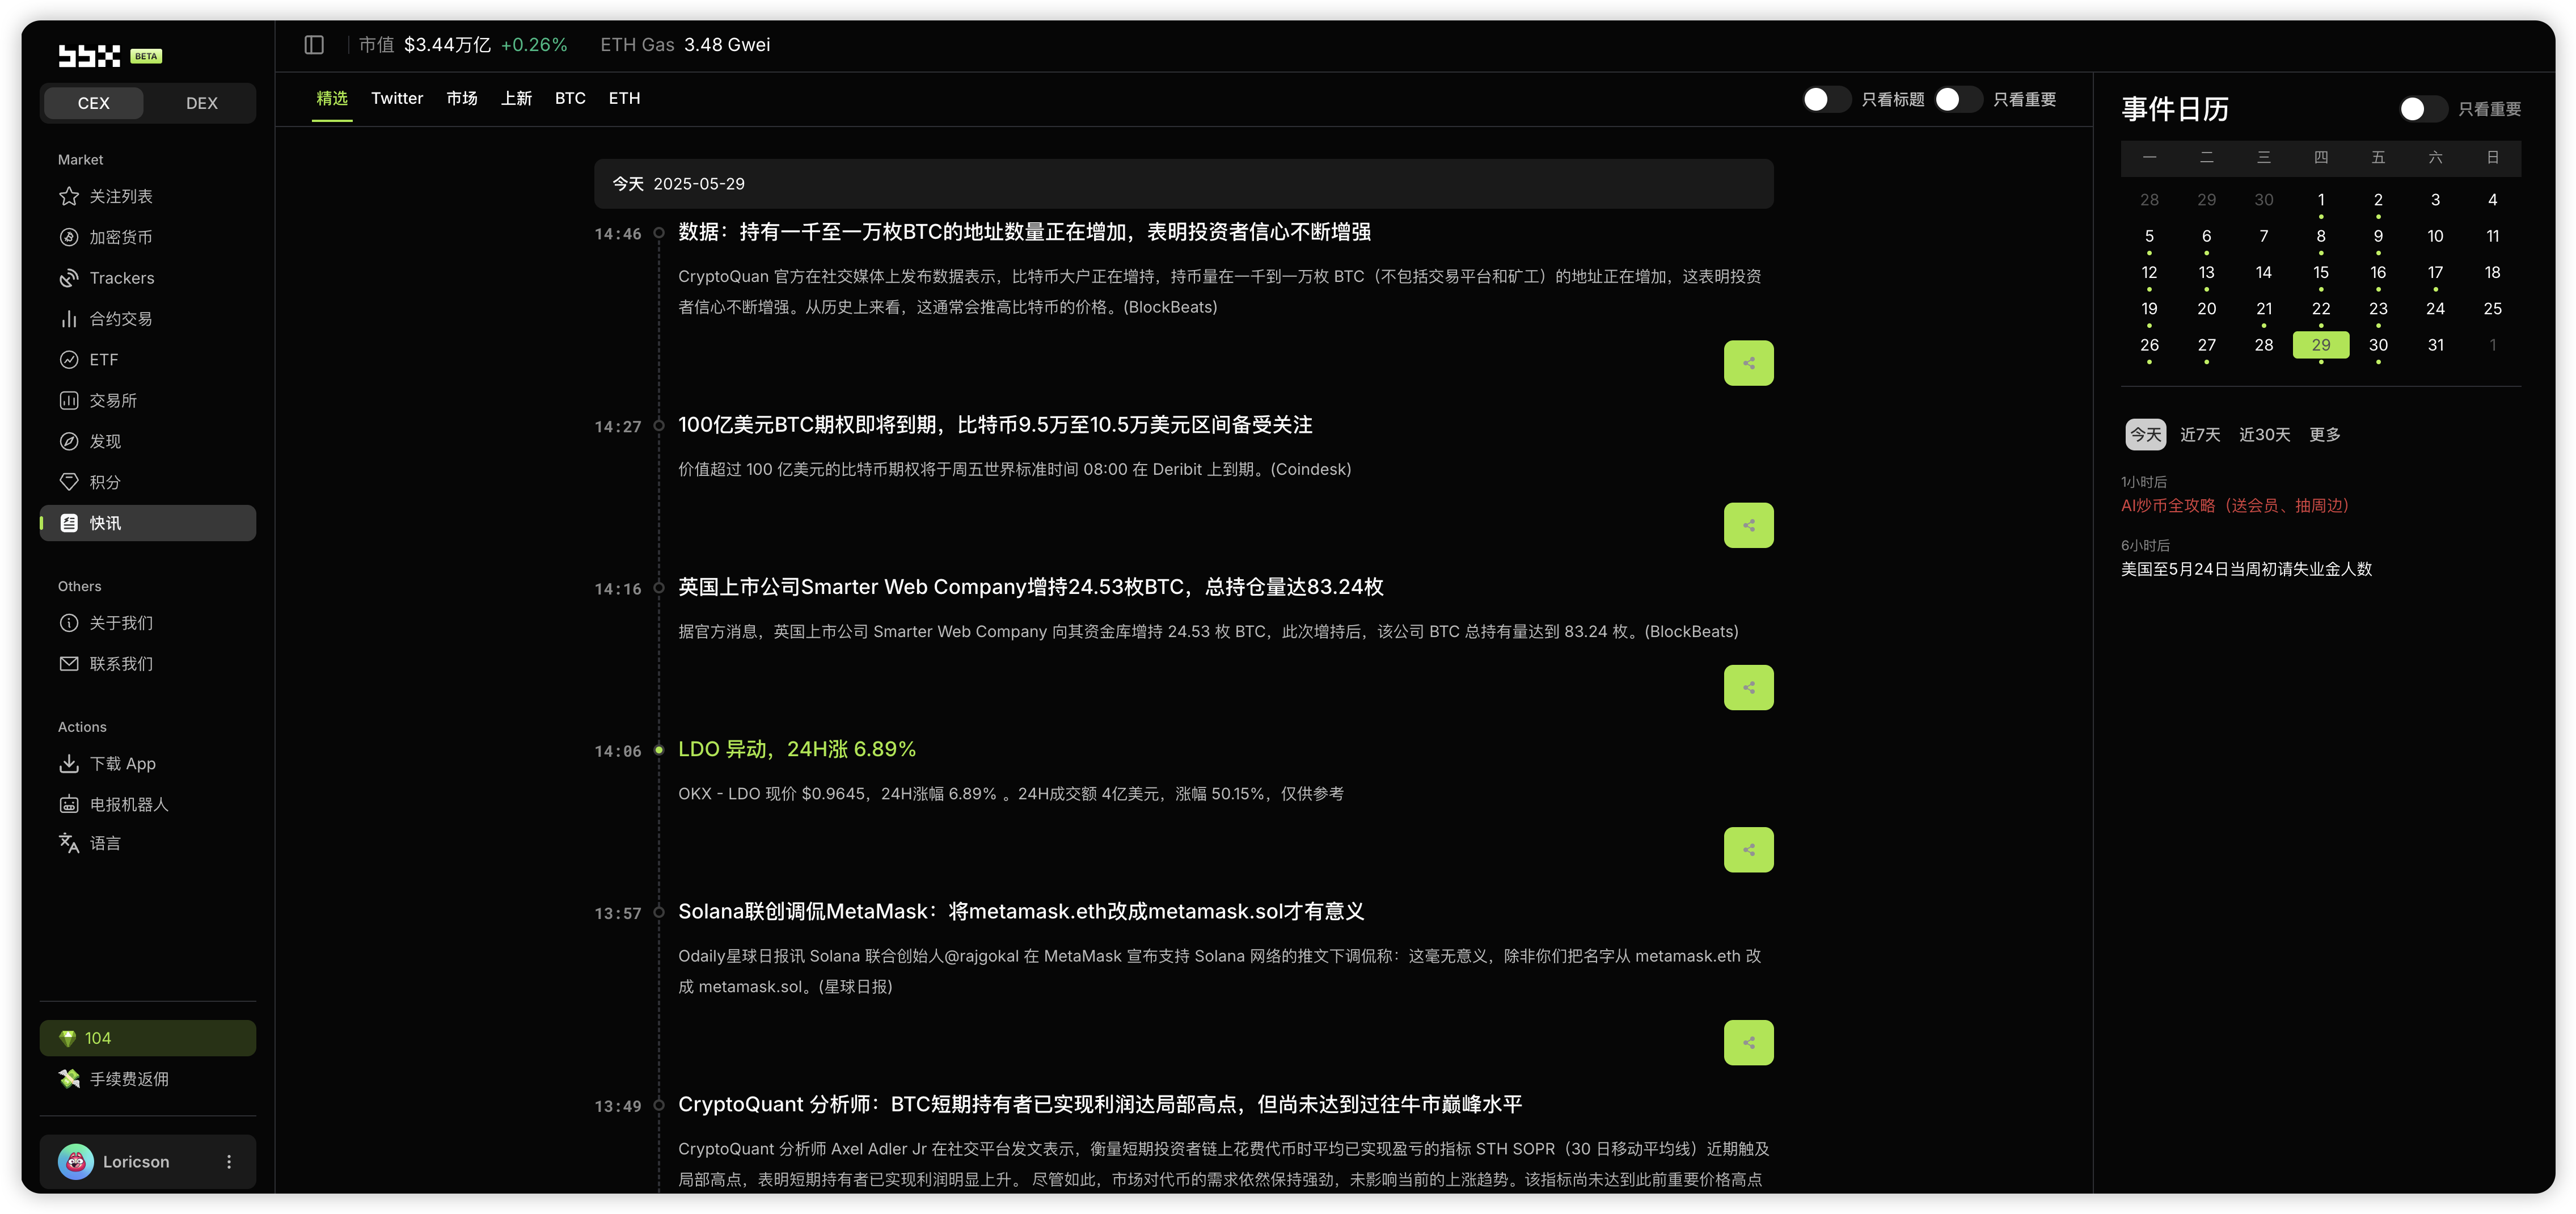 BETA
CEX
DEX
Market
关注列表
加密货币
Trackers
合约交易
ETF
交易所
发现
积分
快讯
Others
关于我们
联系我们
Actions
下载 App
电报机器人
语言
104
手续费返佣
Loricson
市值 $3.44万亿 +0.26% ETH Gas 3.48 Gwei
精选 Twitter 市场 上新 BTC ETH
只看标题 只看重要
今天 2025-05-29
14:46 数据：持有一千至一万枚BTC的地址数量正在增加，表明投资者信心不断增强
CryptoQuan 官方在社交媒体上发布数据表示，比特币大户正在增持，持币量在一千到一万枚 BTC（不包括交易平台和矿工）的地址正在增加，这表明投资
者信心不断增强。从历史上来看，这通常会推高比特币的价格。(BlockBeats)
14:27 100亿美元BTC期权即将到期，比特币9.5万至10.5万美元区间备受关注
价值超过 100 亿美元的比特币期权将于周五世界标准时间 08:00 在 Deribit 上到期。(Coindesk)
14:16 英国上市公司Smarter Web Company增持24.53枚BTC，总持仓量达83.24枚
据官方消息，英国上市公司 Smarter Web Company 向其资金库增持 24.53 枚 BTC，此次增持后，该公司 BTC 总持有量达到 83.24 枚。(BlockBeats)
14:06 LDO 异动，24H涨 6.89%
OKX - LDO 现价 $0.9645，24H涨幅 6.89% 。24H成交额 4亿美元，涨幅 50.15%，仅供参考
13:57 Solana联创调侃MetaMask：将metamask.eth改成metamask.sol才有意义
Odaily星球日报讯 Solana 联合创始人@rajgokal 在 MetaMask 宣布支持 Solana 网络的推文下调侃称：这毫无意义，除非你们把名字从 metamask.eth 改
成 metamask.sol。(星球日报)
13:49 CryptoQuant 分析师：BTC短期持有者已实现利润达局部高点，但尚未达到过往牛市巅峰水平
CryptoQuant 分析师 Axel Adler Jr 在社交平台发文表示，衡量短期投资者链上花费代币时平均已实现盈亏的指标 STH SOPR（30 日移动平均线）近期触及
局部高点，表明短期持有者已实现利润明显上升。 尽管如此，市场对代币的需求依然保持强劲，未影响当前的上涨趋势。该指标尚未达到此前重要价格高点
事件日历
只看重要
一 二 三 四 五 六 日
28 29 30 1 2 3 4
5 6 7 8 9 10 11
12 13 14 15 16 17 18
19 20 21 22 23 24 25
26 27 28 29 30 31 1
今天 近7天 近30天 更多
1小时后
AI炒币全攻略（送会员、抽周边）
6小时后
美国至5月24日当周初请失业金人数